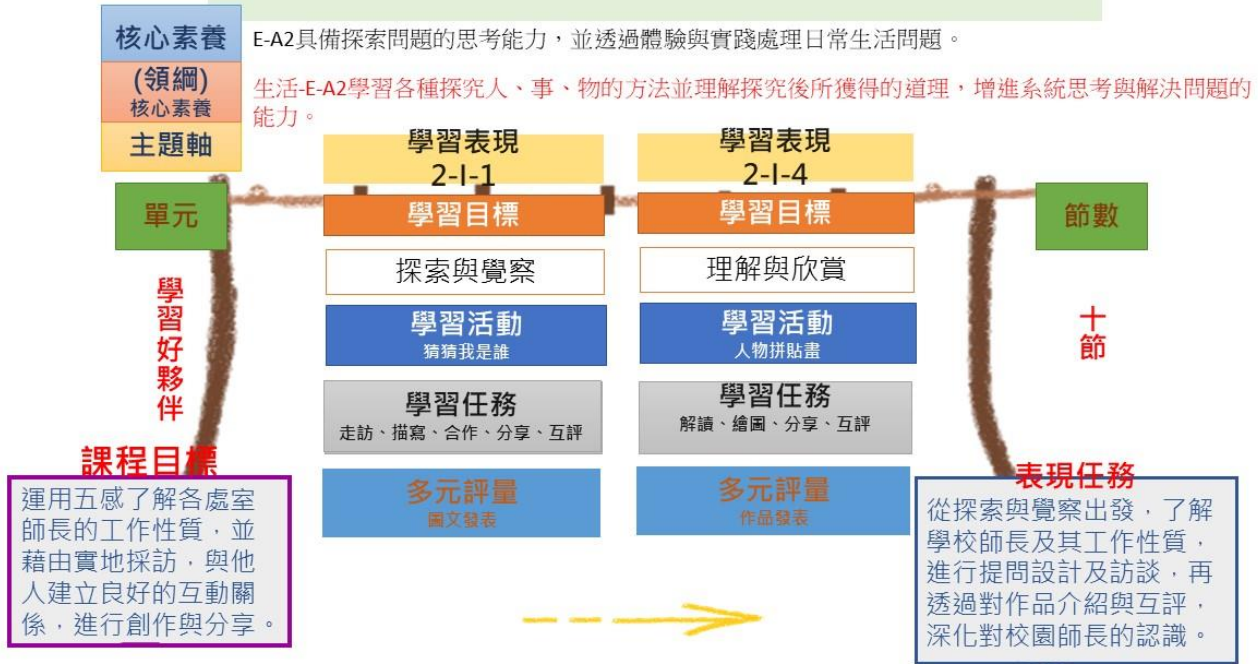 核心素養
E-A2具備探索問題的思考能力，並透過體驗與實踐處理日常生活問題。
(領綱)
核心素養
生活-E-A2學習各種探究人、事、物的方法並理解探究後所獲得的道理，增進系統思考與解決問題的
能力。
主題軸
單元
學習好夥伴
學習表現
2-I-1
學習目標
探索與覺察
學習活動
猜猜我是誰
學習任務
走訪、描寫、合作、分享、互評
多元評量
圖文發表
學習表現
2-I-4
學習目標
理解與欣賞
學習活動
人物拼貼畫
學習任務
解讀、繪圖、分享、互評
多元評量
作品發表
節數
十節
課程目標
運用五感了解各處室
師長的工作性質，並
藉由實地採訪，與他
人建立良好的互動關
係，進行創作與分享。
表現任務
從探索與覺察出發，了解
學校師長及其工作性質，
進行提問設計及訪談，再
透過對作品介紹與互評，
深化對校園師長的認識。